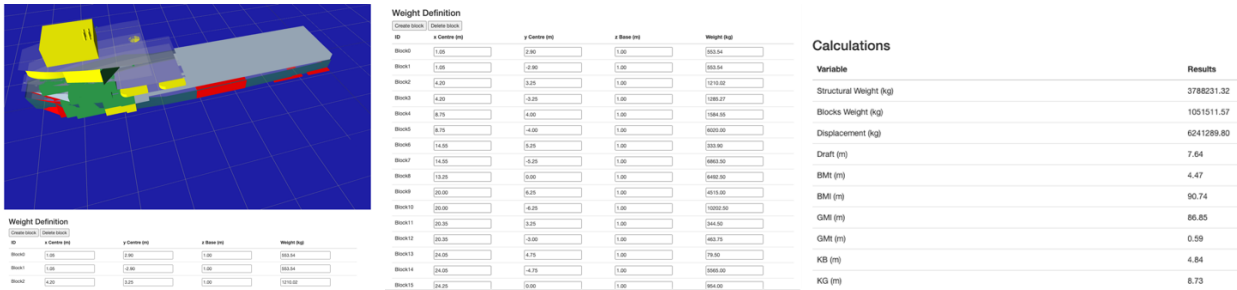 Weight Definition
Create block Delete block
ID x Centre (m) y Centre (m) z Base (m) Weight (kg)
Block0 1.05 2.90 1.00 553.54
Block1 1.05 -2.90 1.00 553.54
Block2 4.20 3.25 1.00 1210.02
Weight Definition
Create block Delete block
ID x Centre (m) y Centre (m) z Base (m) Weight (kg)
Block0 1.05 2.90 1.00 553.54
Block1 1.05 -2.90 1.00 553.54
Block2 4.20 3.25 1.00 1210.02
Block3 4.20 -3.25 1.00 1285.27
Block4 8.75 4.00 1.00 1584.55
Block5 8.75 -4.00 1.00 6020.00
Block6 14.55 5.25 1.00 333.90
Block7 14.55 -5.25 1.00 6863.50
Block8 13.25 0.00 1.00 6492.50
Block9 20.00 6.25 1.00 4515.00
Block10 20.00 -6.25 1.00 10202.50
Block11 20.35 3.25 1.00 344.50
Block12 20.35 -3.00 1.00 463.75
Block13 24.05 4.75 1.00 79.50
Block14 24.05 -4.75 1.00 5565.00
Block15 24.25 0.00 1.00 954.00
Calculations
Variable Results
Structural Weight (kg) 3788231.32
Blocks Weight (kg) 1051511.57
Displacement (kg) 6241289.80
Draft (m) 7.64
BMt (m) 4.47
BMl (m) 90.74
GMl (m) 86.85
GMt (m) 0.59
KB (m) 4.84
KG (m) 8.73